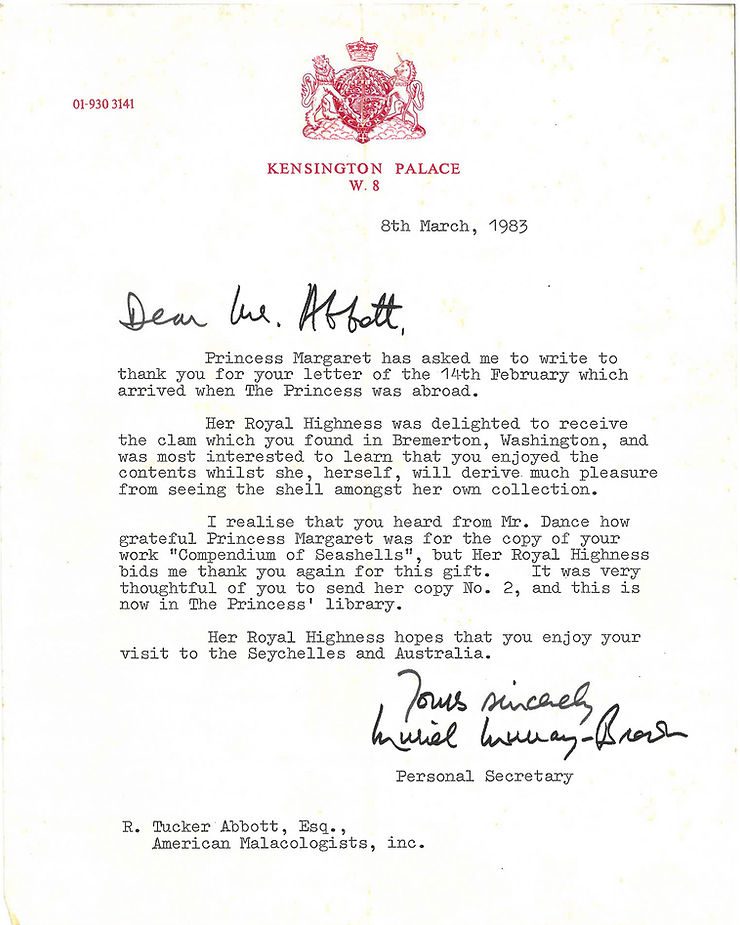 01-930 3141
KENSINGTON PALACE
W. 8
8th March, 1983
Dear Mr. Abbott,
Princess Margaret has asked me to write to
thank you for your letter of the 14th February which
arrived when The Princess was abroad.
Her Royal Highness was delighted to receive
the clam which you found in Bremerton, Washington, and
was most interested to learn that you enjoyed the
contents whilst she, herself, will derive much pleasure
from seeing the shell amongst her own collection.
I realise that you heard from Mr. Dance how
grateful Princess Margaret was for the copy of your
work "Compendium of Seashells", but Her Royal Highness
bids me thank you again for this gift. It was very
thoughtful of you to send her copy No. 2, and this is
now in The Princess' library.
Her Royal Highness hopes that you enjoy your
visit to the Seychelles and Australia.
Yours sincerely
Muriel Murray-Brown
Personal Secretary
R. Tucker Abbott, Esq.,
American Malacologists, inc.